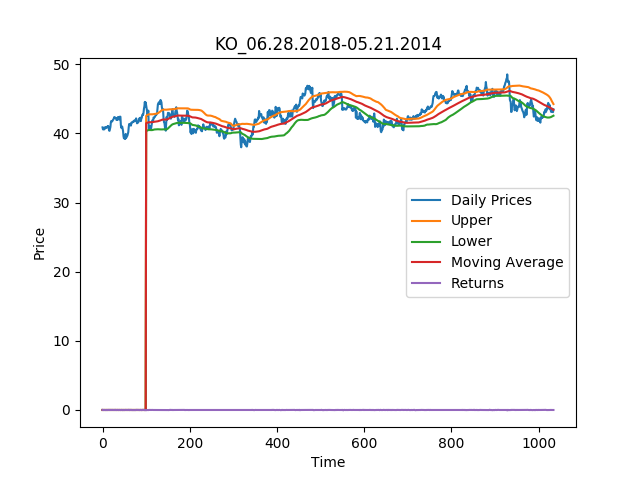 KO_06.28.2018-05.21.2014
50
40
30
20
10
0
Price
Daily Prices
Upper
Lower
Moving Average
Returns
0 200 400 600 800 1000
Time